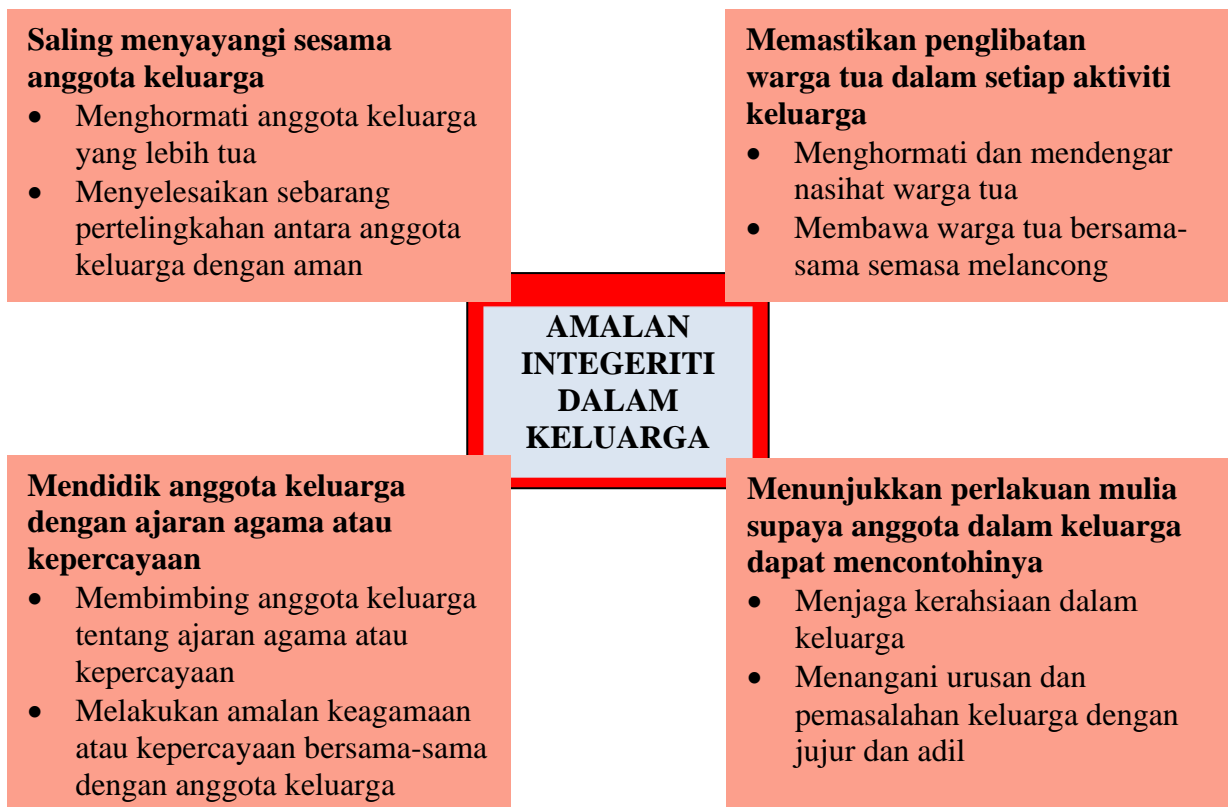 Saling menyayangi sesama
anggota keluarga
• Menghormati anggota keluarga
yang lebih tua
• Menyelesaikan sebarang
pertelingkahan antara anggota
keluarga dengan aman
Memastikan penglibatan
warga tua dalam setiap aktiviti
keluarga
• Menghormati dan mendengar
nasihat warga tua
• Membawa warga tua bersama-
sama semasa melancong
AMALAN
INTEGERITI
DALAM
KELUARGA
Mendidik anggota keluarga
dengan ajaran agama atau
kepercayaan
• Membimbing anggota keluarga
tentang ajaran agama atau
kepercayaan
• Melakukan amalan keagamaan
atau kepercayaan bersama-sama
dengan anggota keluarga
Menunjukkan perlakuan mulia
supaya anggota dalam keluarga
dapat mencontohinya
• Menjaga kerahsiaan dalam
keluarga
• Menangani urusan dan
pemasalahan keluarga dengan
jujur dan adil